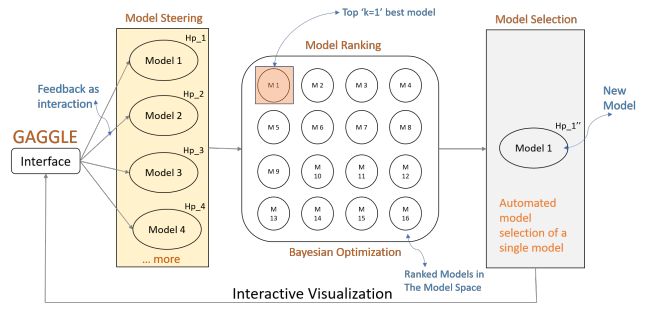 Model Steering
Top ‘k=1’ best model
Model Selection
Hp_1
Model 1
Model Ranking
Feedback as
interaction
Hp_2
Model 2
M 1
M 2
M 3
M 4
New
Model
GAGGLE
Interface
Hp_3
Model 3
M 5
M 6
M 7
M 8
Hp_1’’
Model 1
M 9
M
10
M
11
M
12
Hp_4
Model 4
M
13
M
14
M
15
M
16
Automated
model
selection of a
single model
... more
Bayesian Optimization
Ranked Models in
The Model Space
Interactive Visualization